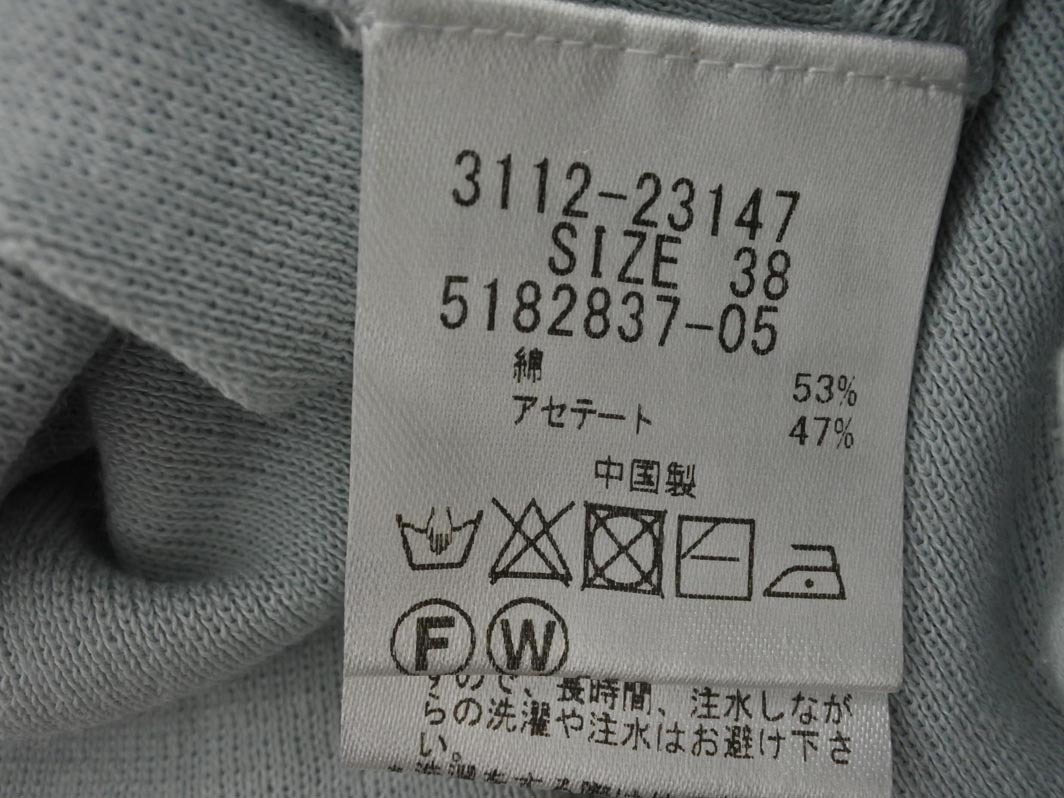 3112-23147
SIZE 38
5182837-05
綿 53%
アセテート 47%
中国製
F W
すので、長時間、注水しなが
らの洗濯や注水はお避け下さ
い。